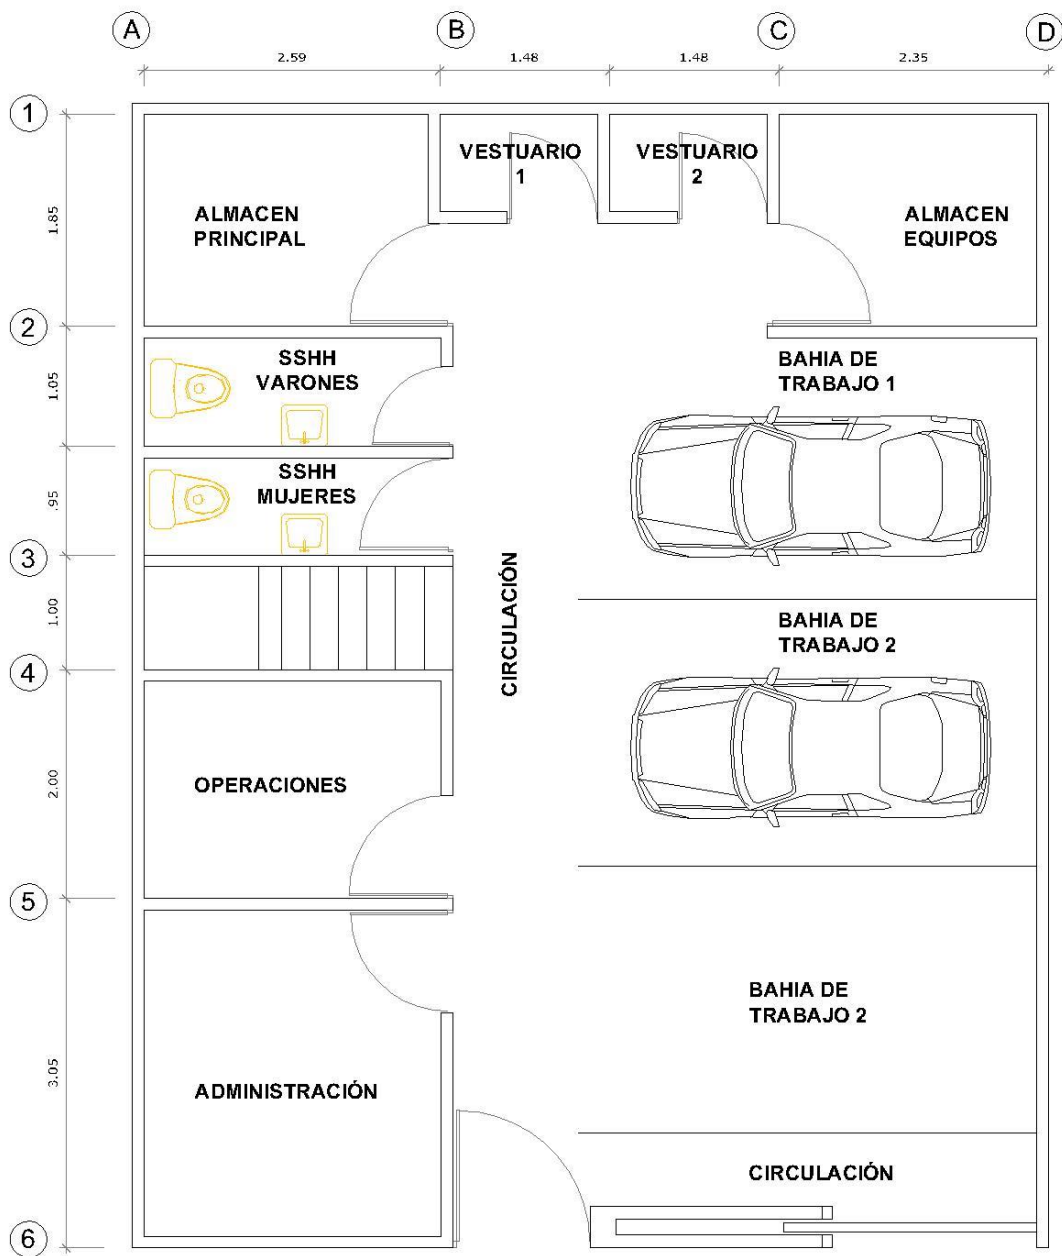 A
B
C
D
2.59
1.48
1.48
2.35
1
VESTUARIO
1
VESTUARIO
2
1.85
ALMACEN
PRINCIPAL
ALMACEN
EQUIPOS
2
1.05
SSHH
VARONES
BAHIA DE
TRABAJO 1
.95
SSHH
MUJERES
3
1.00
CIRCULACIÓN
BAHIA DE
TRABAJO 2
4
2.00
OPERACIONES
5
BAHIA DE
TRABAJO 2
3.05
ADMINISTRACIÓN
CIRCULACIÓN
6